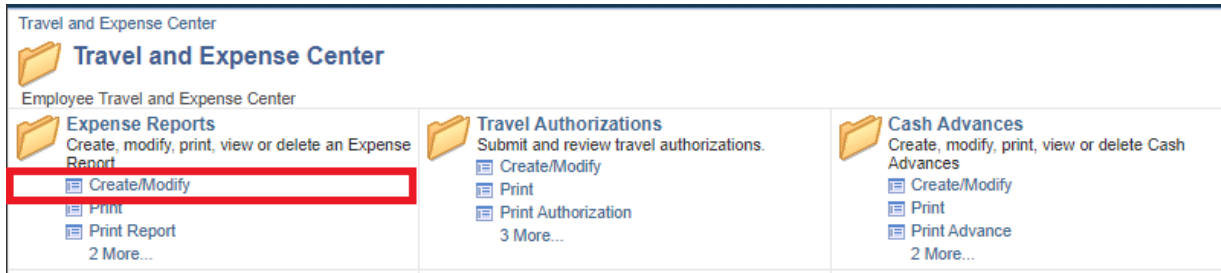 Travel and Expense Center
Travel and Expense Center
Employee Travel and Expense Center
Expense Reports
Create, modify, print, view or delete an Expense
Report
Create/Modify
Print
Print Report
2 More...
Travel Authorizations
Submit and review travel authorizations.
Create/Modify
Print
Print Authorization
3 More...
Cash Advances
Create, modify, print, view or delete Cash
Advances
Create/Modify
Print
Print Advance
2 More...